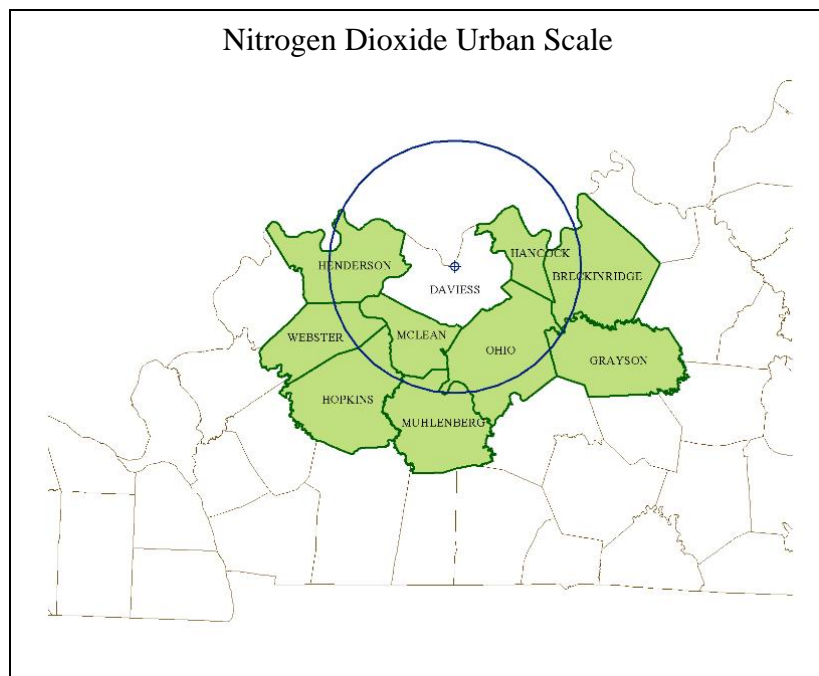 Nitrogen Dioxide Urban Scale
HANCOCK
HENDERSON
BRECKINRIDGE
DAVIESS
WEBSTER
MCLEAN
OHIO
GRAYSON
HOPKINS
MUHLENBERG